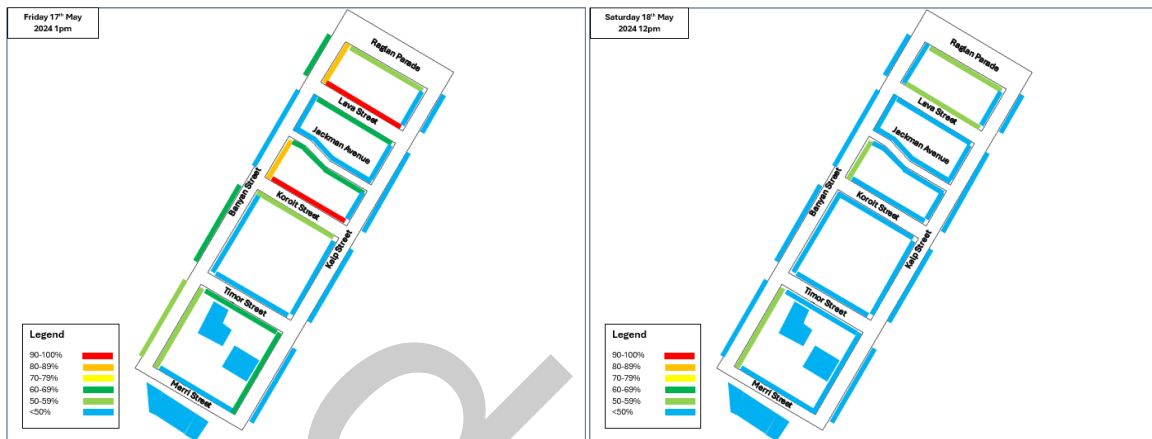 Friday 17th May
2024 1pm
Raglan Parade
Lava Street
Jackman Avenue
Banyan Street
Koroit Street
Kelp Street
Timor Street
Merri Street
Legend
90-100%
80-89%
70-79%
60-69%
50-59%
<50%
Saturday 18th May
2024 12pm
Raglan Parade
Lava Street
Jackman Avenue
Banyan Street
Koroit Street
Kelp Street
Timor Street
Merri Street
Legend
90-100%
80-89%
70-79%
60-69%
50-59%
<50%